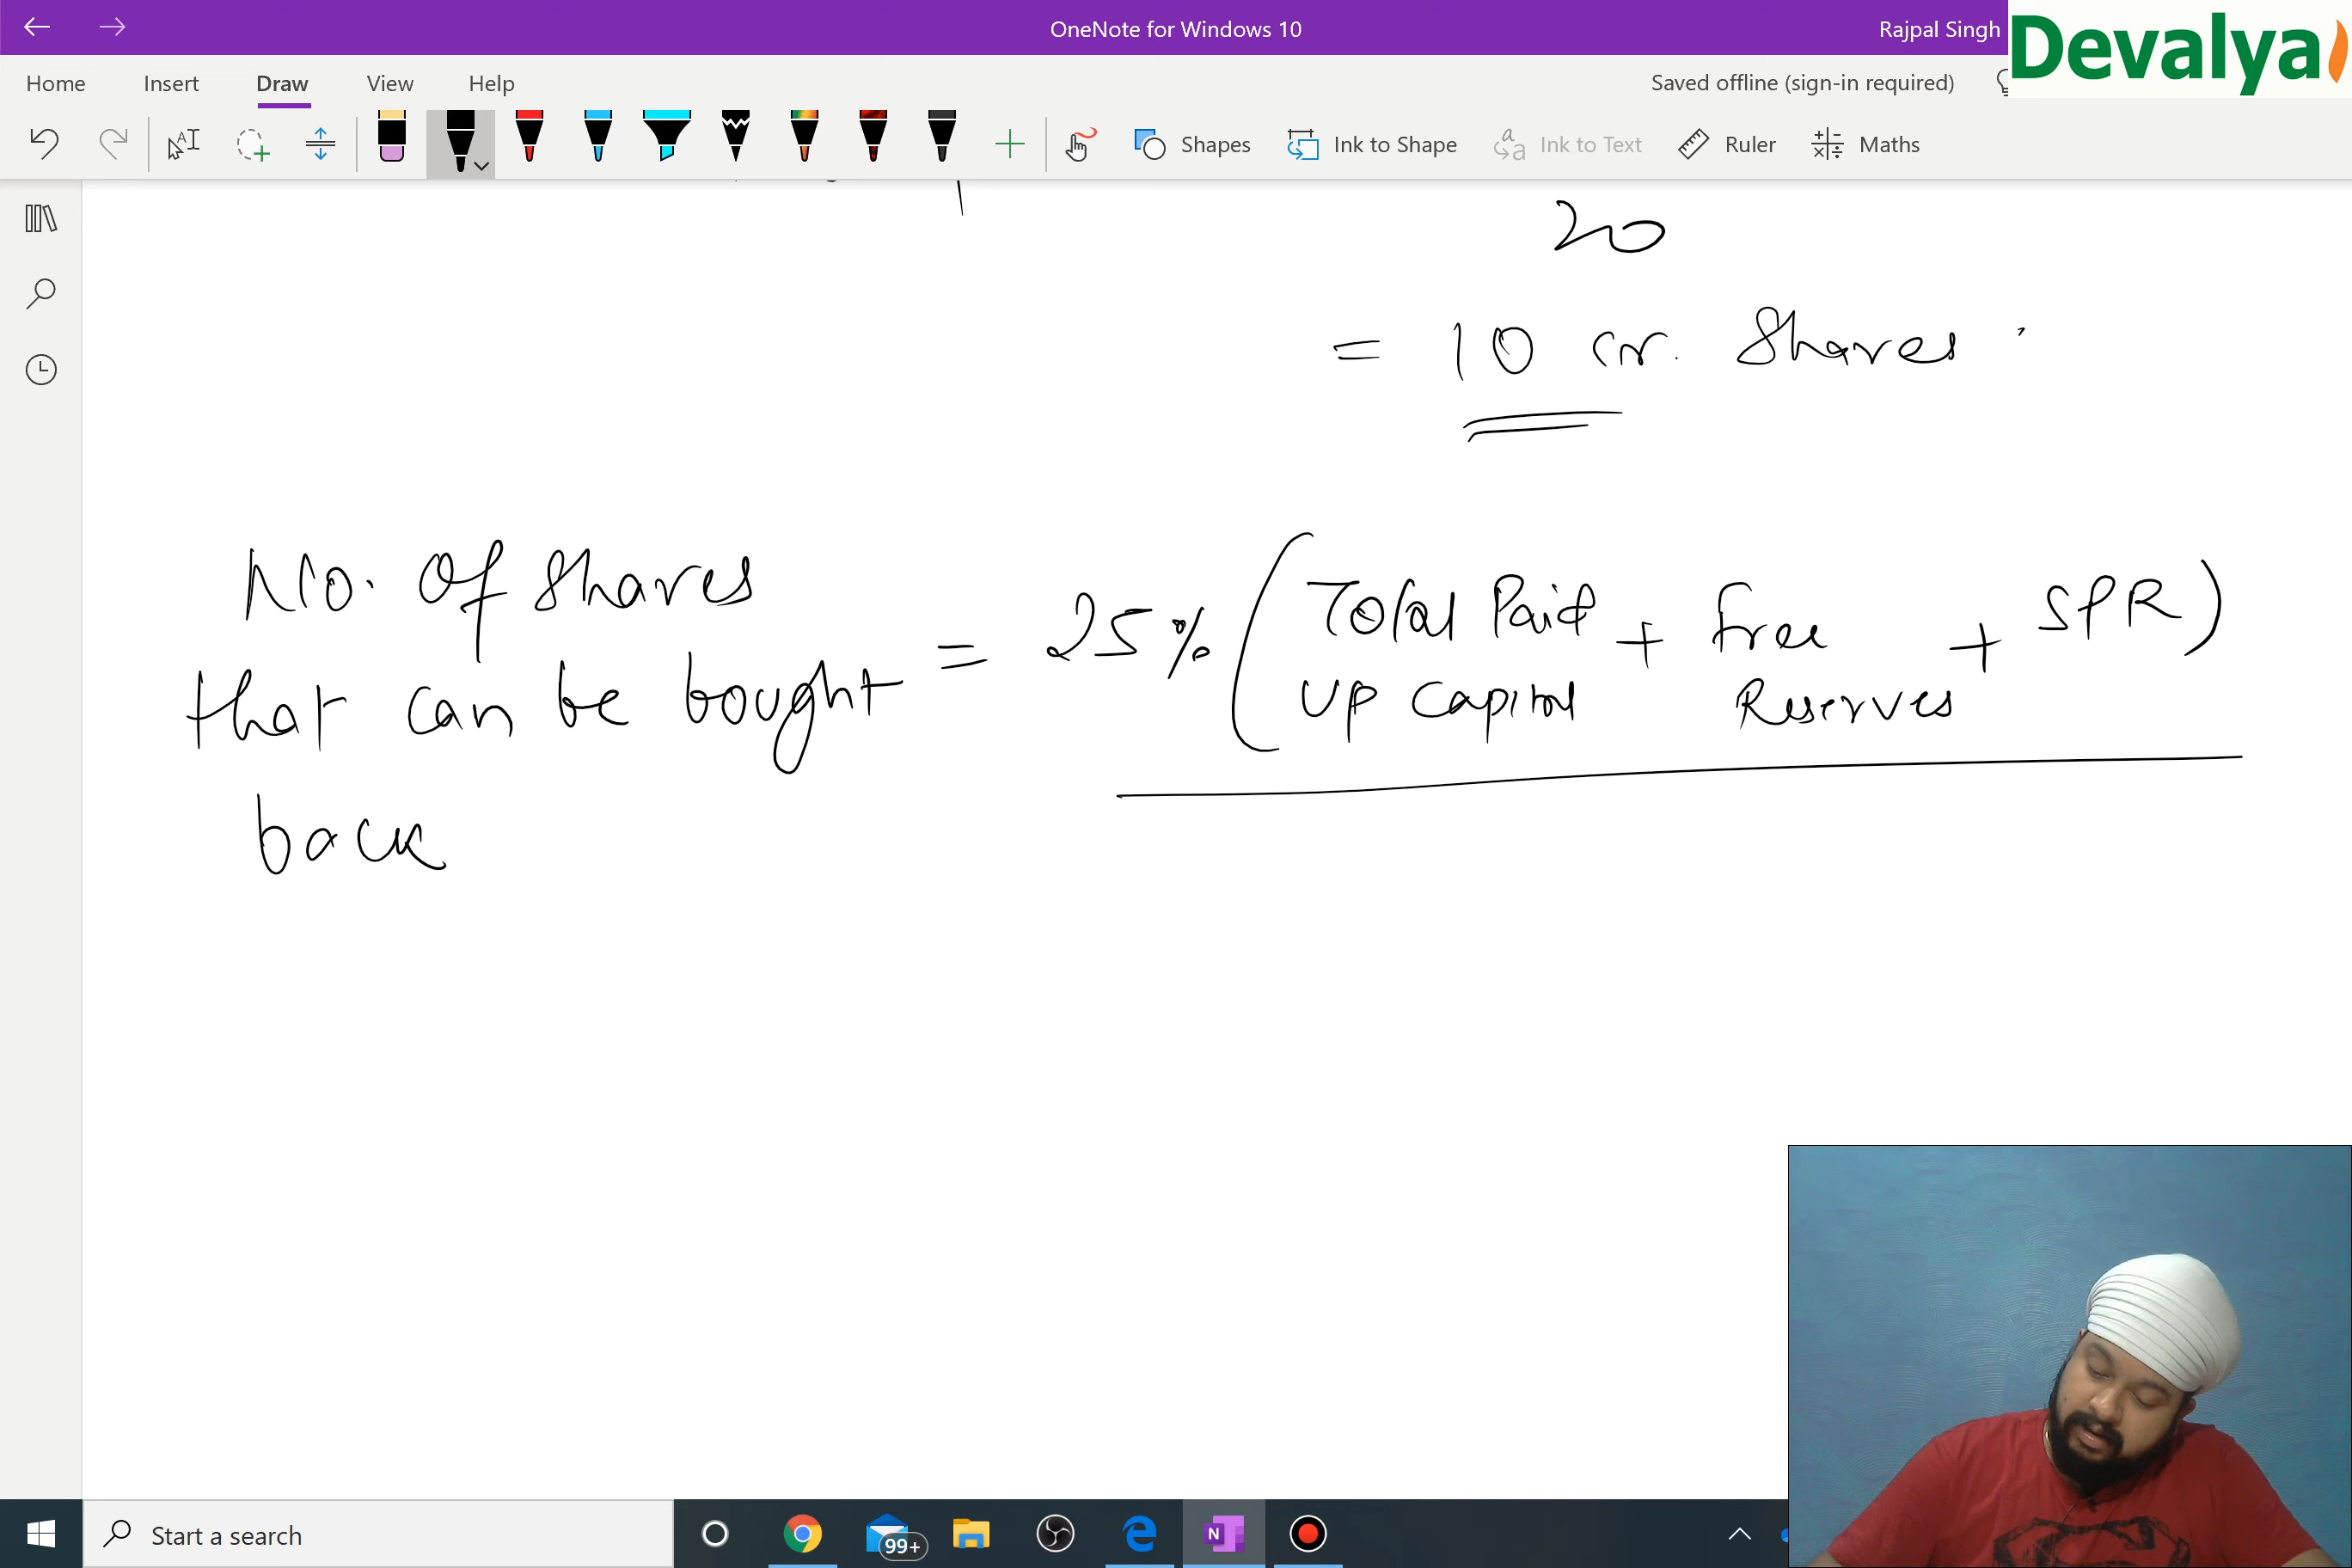 OneNote for Windows 10
Rajpal Singh
Devalya
Home Insert Draw View Help
Saved offline (sign-in required)
Shapes Ink to Shape Ink to Text Ruler Maths
20
= 10 cr. Shares
No. Of Shares
that can be bought
back
= 25% (Total Paid up capital + Free Reserves + SPR)
Start a search
99+